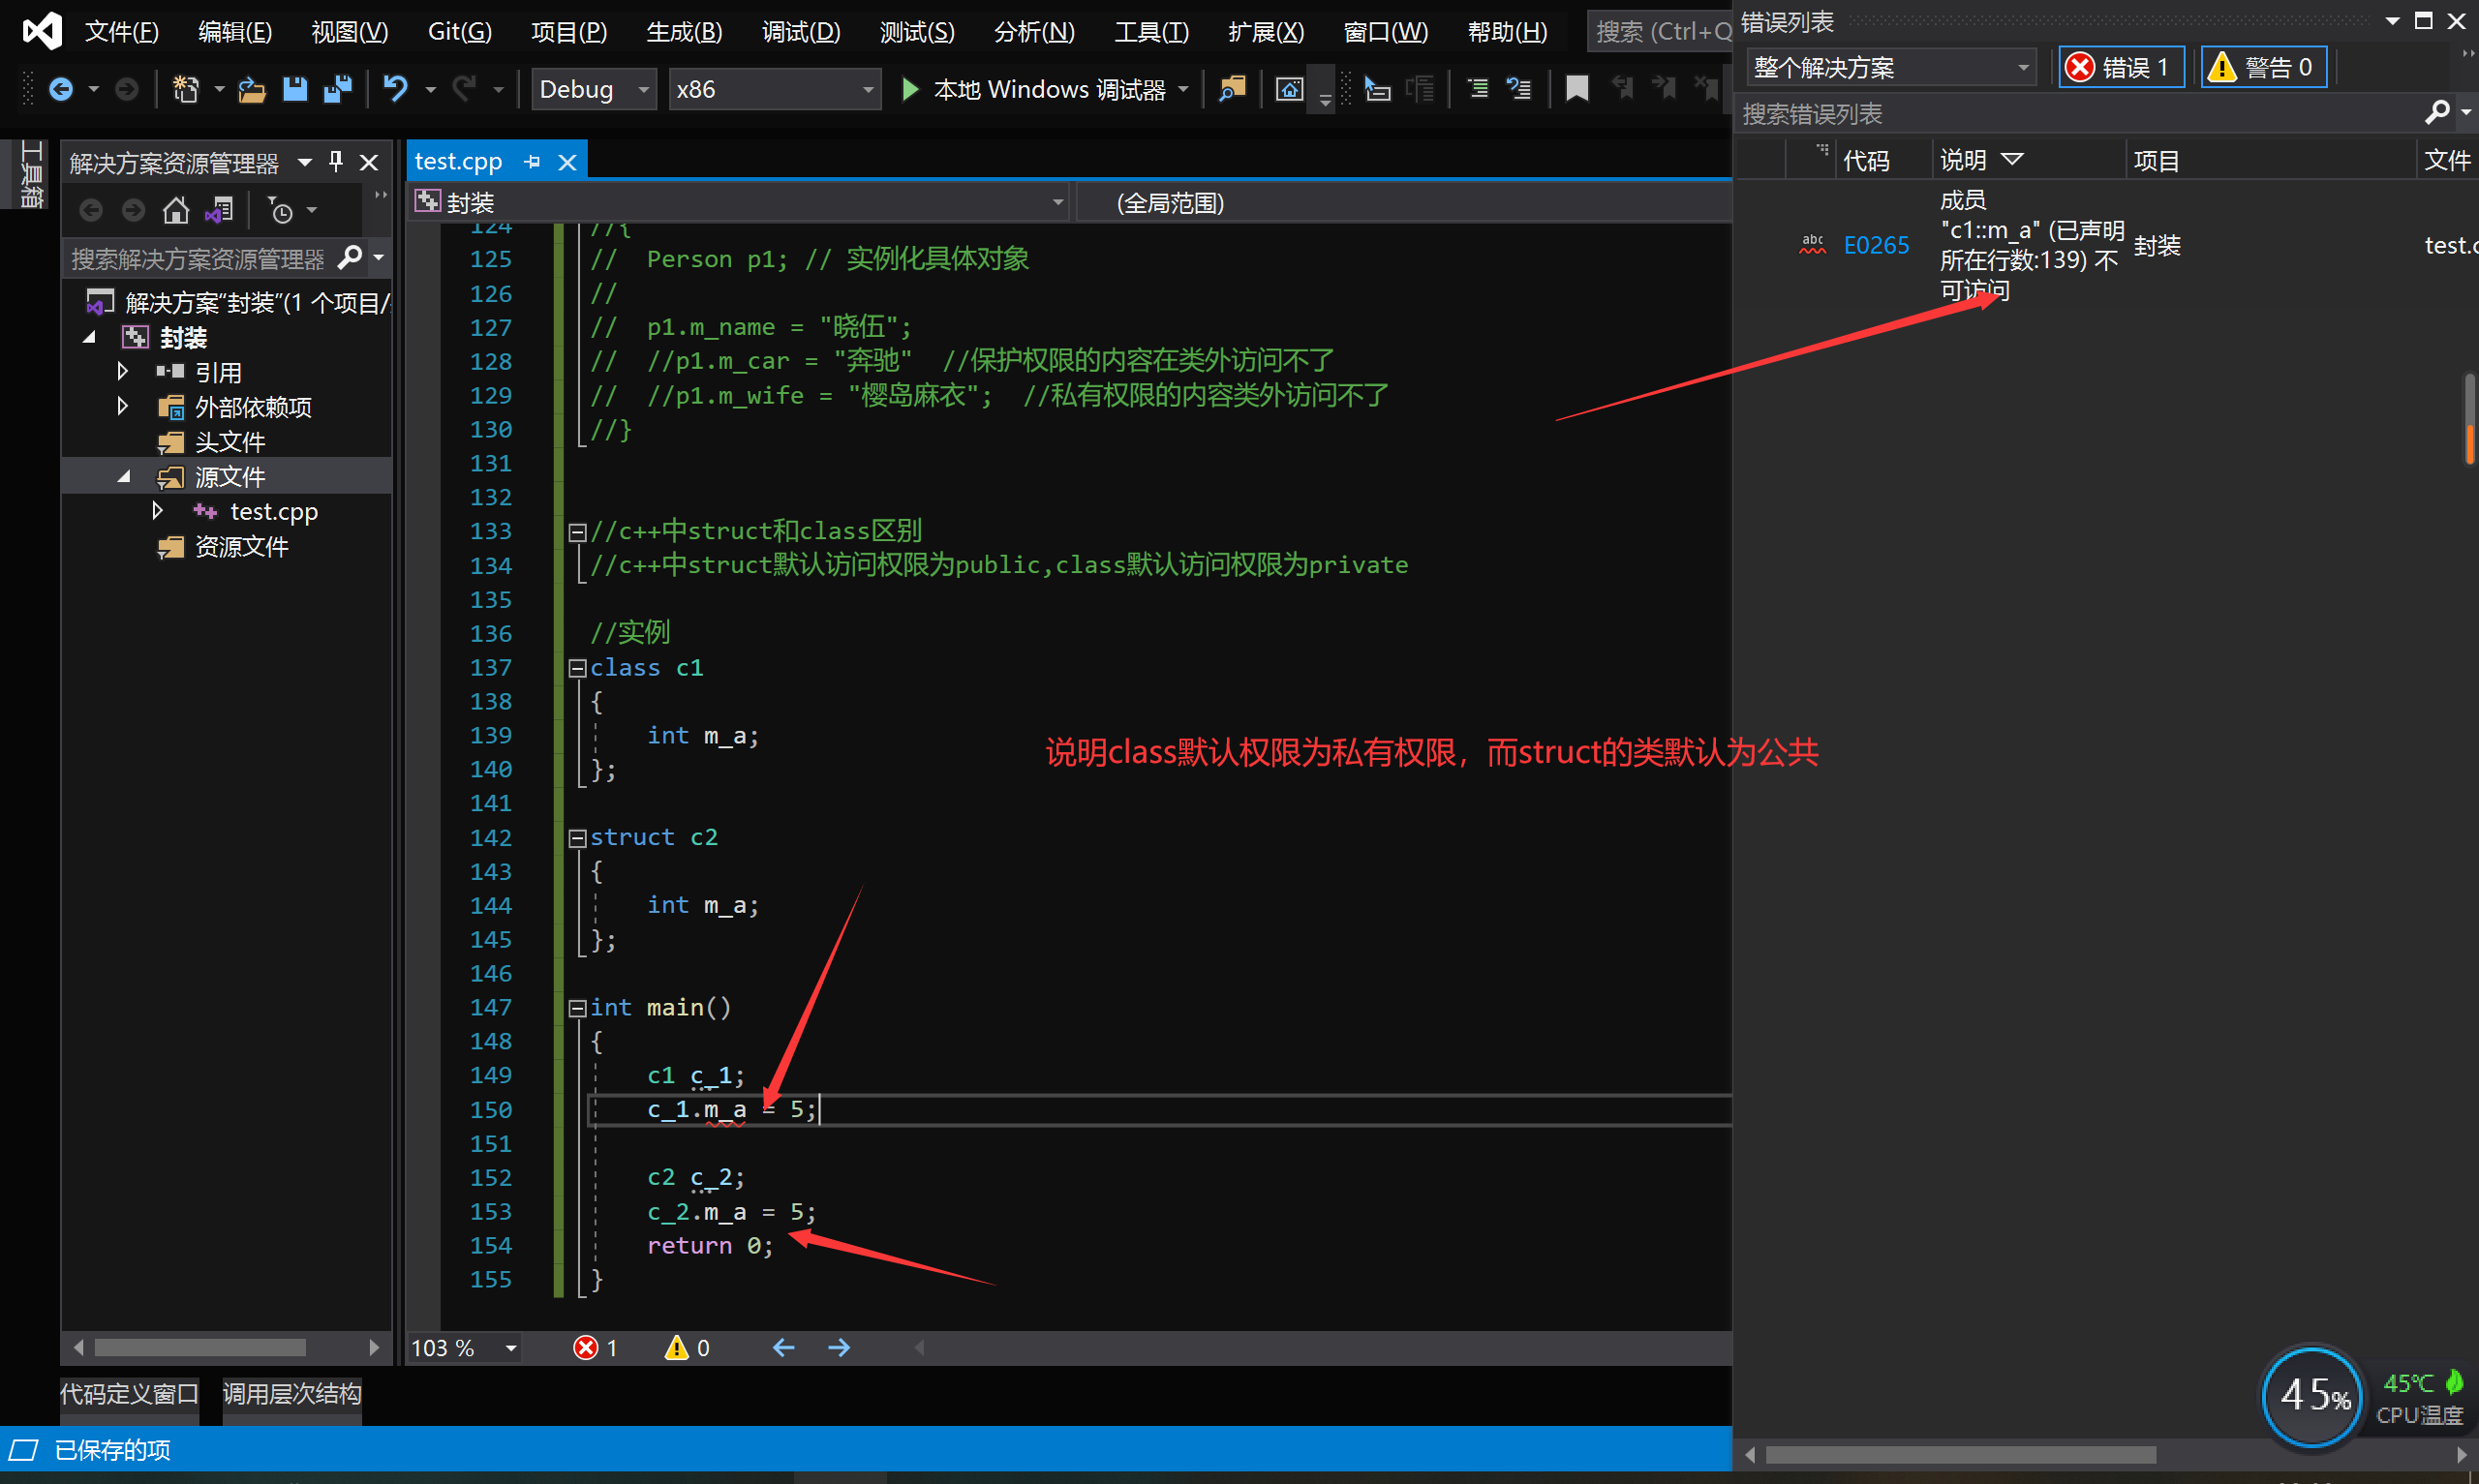 文件(F) 编辑(E) 视图(V) Git(G) 项目(P) 生成(B) 调试(D) 测试(S) 分析(N) 工具(T) 扩展(X) 窗口(W) 帮助(H) 搜索 (Ctrl+Q
Debug x86 本地 Windows 调试器
工具箱
解决方案资源管理器
搜索解决方案资源管理器
解决方案"封装"(1 个项目/
封装
引用
外部依赖项
头文件
源文件
test.cpp
资源文件
test.cpp
封装 (全局范围)
124 //{
125 // Person p1; // 实例化具体对象
126 //
127 // p1.m_name = "晓伍";
128 // //p1.m_car = "奔驰" //保护权限的内容在类外访问不了
129 // //p1.m_wife = "樱岛麻衣"; //私有权限的内容类外访问不了
130 //}
131
132
133 //c++中struct和class区别
134 //c++中struct默认访问权限为public,class默认访问权限为private
135
136 //实例
137 class c1
138 {
139 int m_a;
140 };
141
142 struct c2
143 {
144 int m_a;
145 };
146
147 int main()
148 {
149 c1 c_1;
150 c_1.m_a = 5;
151
152 c2 c_2;
153 c_2.m_a = 5;
154 return 0;
155 }
说明class默认权限为私有权限，而struct的类默认为公共
103 % 1 0
代码定义窗口 调用层次结构
已保存的项
错误列表
整个解决方案 错误 1 警告 0
搜索错误列表
代码 说明 项目 文件
abc E0265
成员
"c1::m_a" (已声明
所在行数:139) 不
可访问
封装
test.c
45%
45℃
CPU温度